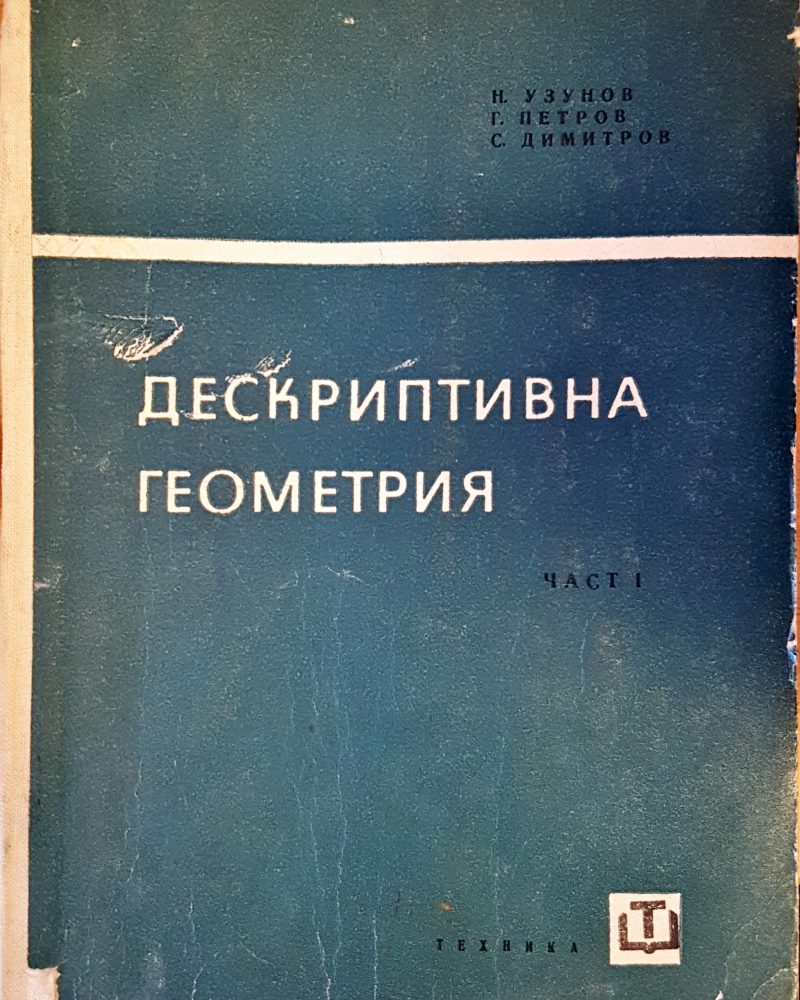 Н. УЗУНОВ
Г. ПЕТРОВ
С. ДИМИТРОВ
ДЕСКРИПТИВНА
ГЕОМЕТРИЯ
ЧАСТ I
ТЕХНИКА
Т